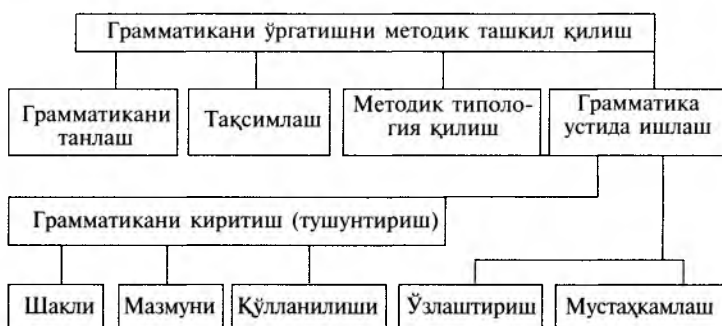 Грамматикани ўргатишни методик ташкил қилиш
Грамматикани
танлаш
Тақсимлаш
Методик типоло-
гия қилиш
Грамматика
устида ишлаш
Грамматикани киритиш (тушунтириш)
Шакли
Мазмуни
Қўлланилиши
Ўзлаштириш
Мустаҳкамлаш